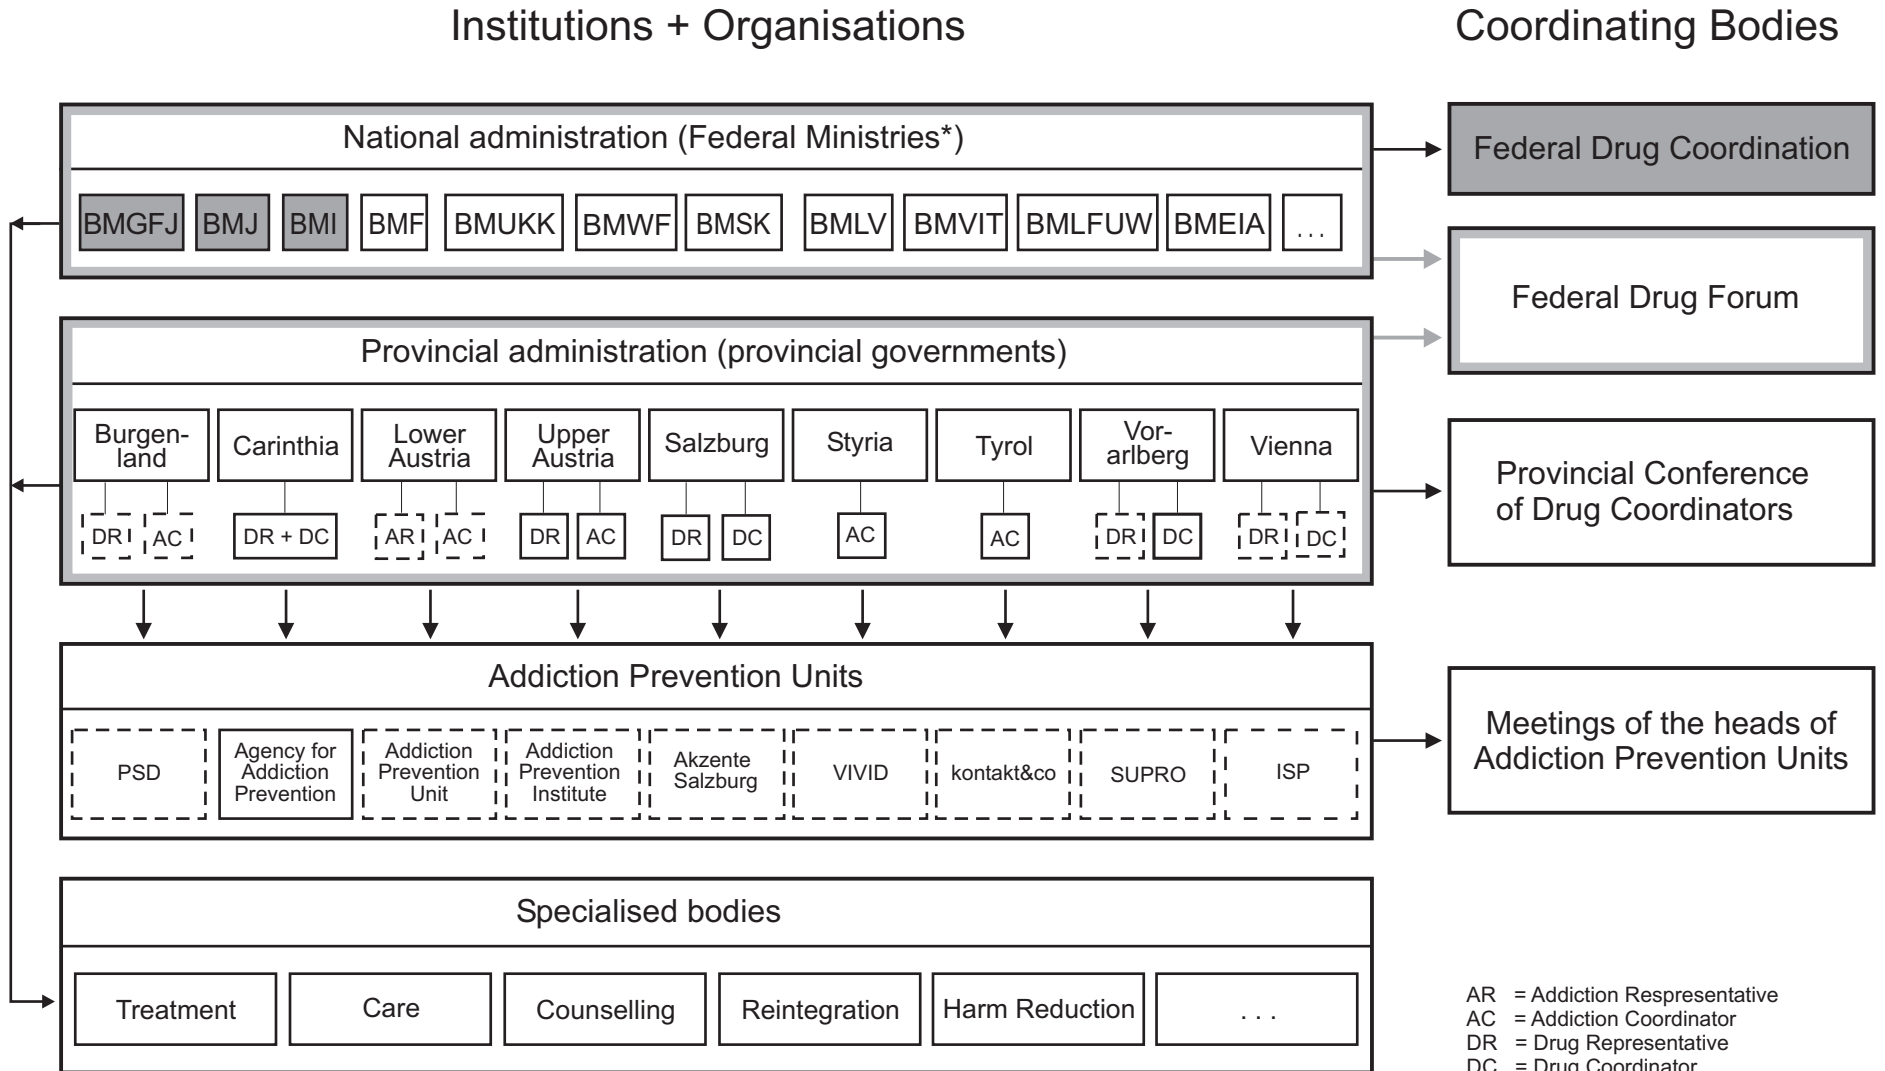 Institutions + Organisations
Coordinating Bodies
National administration (Federal Ministries*)
BMGFJ
BMJ
BMI
BMF
BMUKK
BMWF
BMSK
BMLV
BMVIT
BMLFUW
BMEIA
...
Federal Drug Coordination
Federal Drug Forum
Provincial administration (provincial governments)
Burgen-
land
Carinthia
Lower
Austria
Upper
Austria
Salzburg
Styria
Tyrol
Vor-
arlberg
Vienna
DR
AC
DR + DC
AR
AC
DR
AC
DR
DC
AC
AC
DR
DC
DR
DC
Provincial Conference
of Drug Coordinators
Addiction Prevention Units
PSD
Agency for
Addiction
Prevention
Addiction
Prevention
Unit
Addiction
Prevention
Institute
Akzente
Salzburg
VIVID
kontakt&co
SUPRO
ISP
Meetings of the heads of
Addiction Prevention Units
Specialised bodies
Treatment
Care
Counselling
Reintegration
Harm Reduction
...
AR = Addiction Respresentative
AC = Addiction Coordinator
DR = Drug Representative
DC = Drug Coordinator